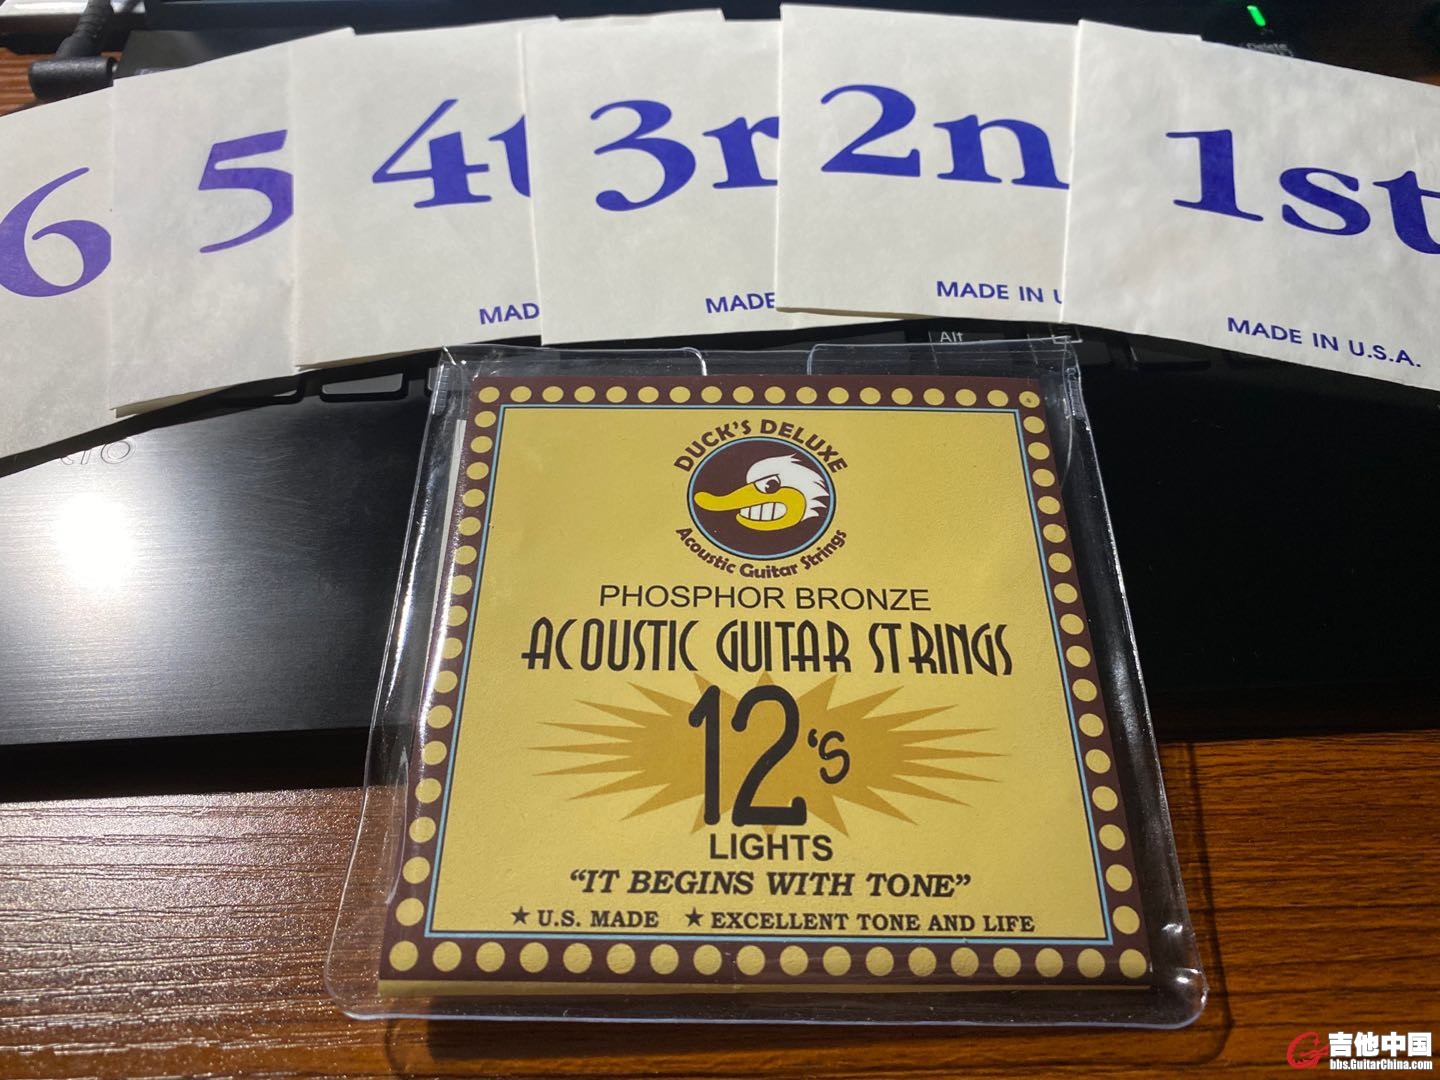 6
5
4t
3r
2n
1st
MAD
MADE
MADE IN U
MADE IN U.S.A.
Delete
Alt
DUCK'S DELUXE
Acoustic Guitar Strings
PHOSPHOR BRONZE
ACOUSTIC GUITAR STRINGS
12's
LIGHTS
"IT BEGINS WITH TONE"
★ U.S. MADE ★ EXCELLENT TONE AND LIFE
吉他中国
bbs.GuitarChina.com